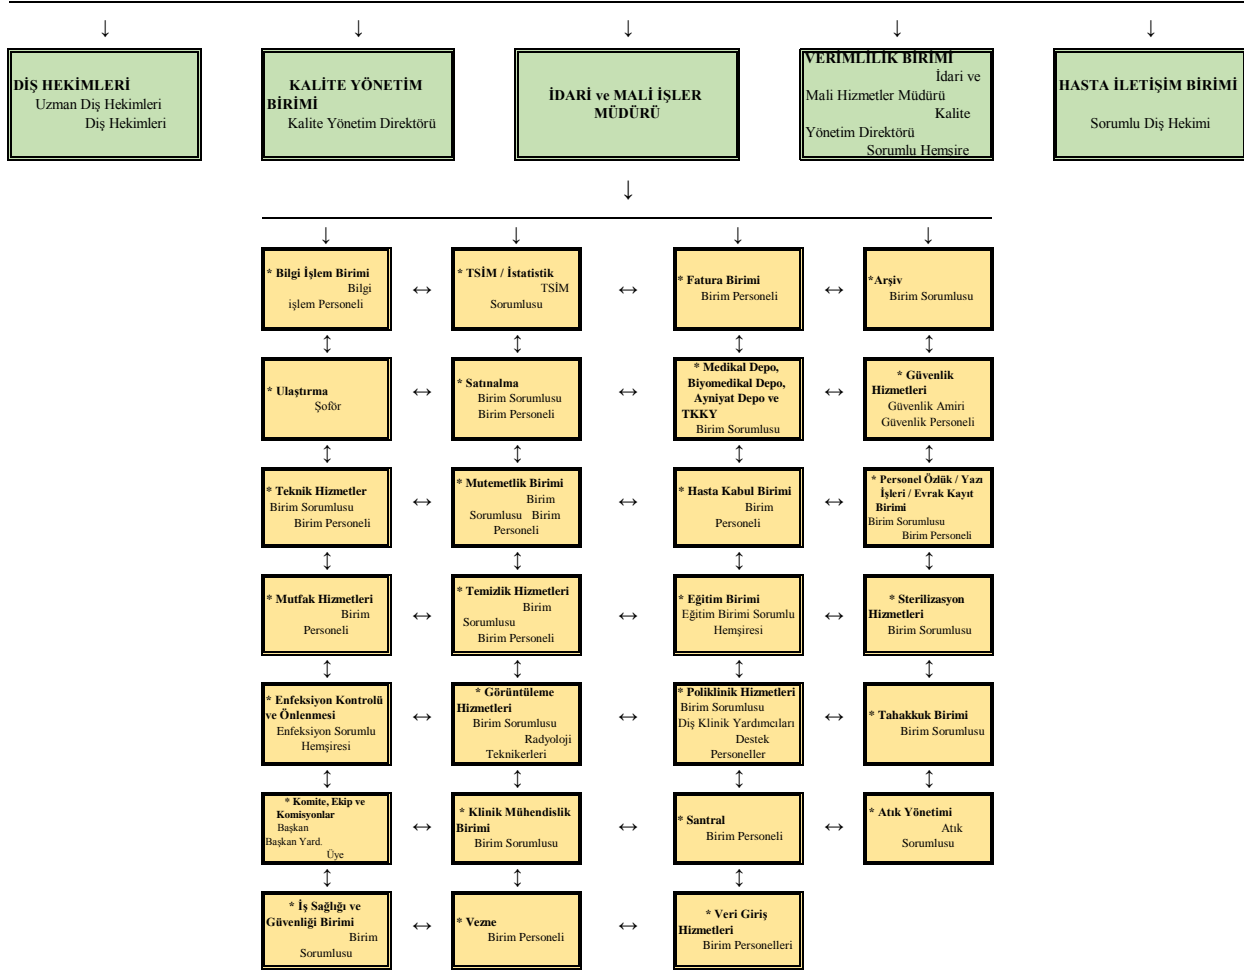 DİŞ HEKİMLERİ
Uzman Diş Hekimleri
Diş Hekimleri
KALİTE YÖNETİM
BİRİMİ
Kalite Yönetim Direktörü
İDARİ ve MALİ İŞLER
MÜDÜRÜ
VERİMLİLİK BİRİMİ
İdari ve
Mali Hizmetler Müdürü
Kalite
Yönetim Direktörü
Sorumlu Hemşire
HASTA İLETİŞİM BİRİMİ
Sorumlu Diş Hekimi
* Bilgi İşlem Birimi
Bilgi
işlem Personeli
* TSİM / İstatistik
TSİM
Sorumlusu
* Fatura Birimi
Birim Personeli
*Arşiv
Birim Sorumlusu
* Ulaştırma
Şoför
* Satınalma
Birim Sorumlusu
Birim Personeli
* Medikal Depo,
Biyomedikal Depo,
Ayniyat Depo ve
TKKY
Birim Sorumlusu
* Güvenlik
Hizmetleri
Güvenlik Amiri
Güvenlik Personeli
* Teknik Hizmetler
Birim Sorumlusu
Birim Personeli
* Mutemetlik Birimi
Birim
Sorumlusu Birim
Personeli
* Hasta Kabul Birimi
Birim
Personeli
* Personel Özlük / Yazı
İşleri / Evrak Kayıt
Birimi
Birim Sorumlusu
Birim Personeli
* Mutfak Hizmetleri
Birim
Personeli
* Temizlik Hizmetleri
Birim
Sorumlusu
Birim Personeli
* Eğitim Birimi
Eğitim Birimi Sorumlu
Hemşiresi
* Sterilizasyon
Hizmetleri
Birim Sorumlusu
* Enfeksiyon Kontrolü
ve Önlenmesi
Enfeksiyon Sorumlu
Hemşiresi
* Görüntüleme
Hizmetleri
Birim Sorumlusu
Radyoloji
Teknikerleri
* Poliklinik Hizmetleri
Birim Sorumlusu
Diş Klinik Yardımcıları
Destek
Personeller
* Tahakkuk Birimi
Birim Sorumlusu
* Komite, Ekip ve
Komisyonlar
Başkan
Başkan Yard.
Üye
* Klinik Mühendislik
Birimi
Birim Sorumlusu
* Santral
Birim Personeli
* Atık Yönetimi
Atık
Sorumlusu
* İş Sağlığı ve
Güvenliği Birimi
Birim
Sorumlusu
* Vezne
Birim Personeli
* Veri Giriş
Hizmetleri
Birim Personelleri